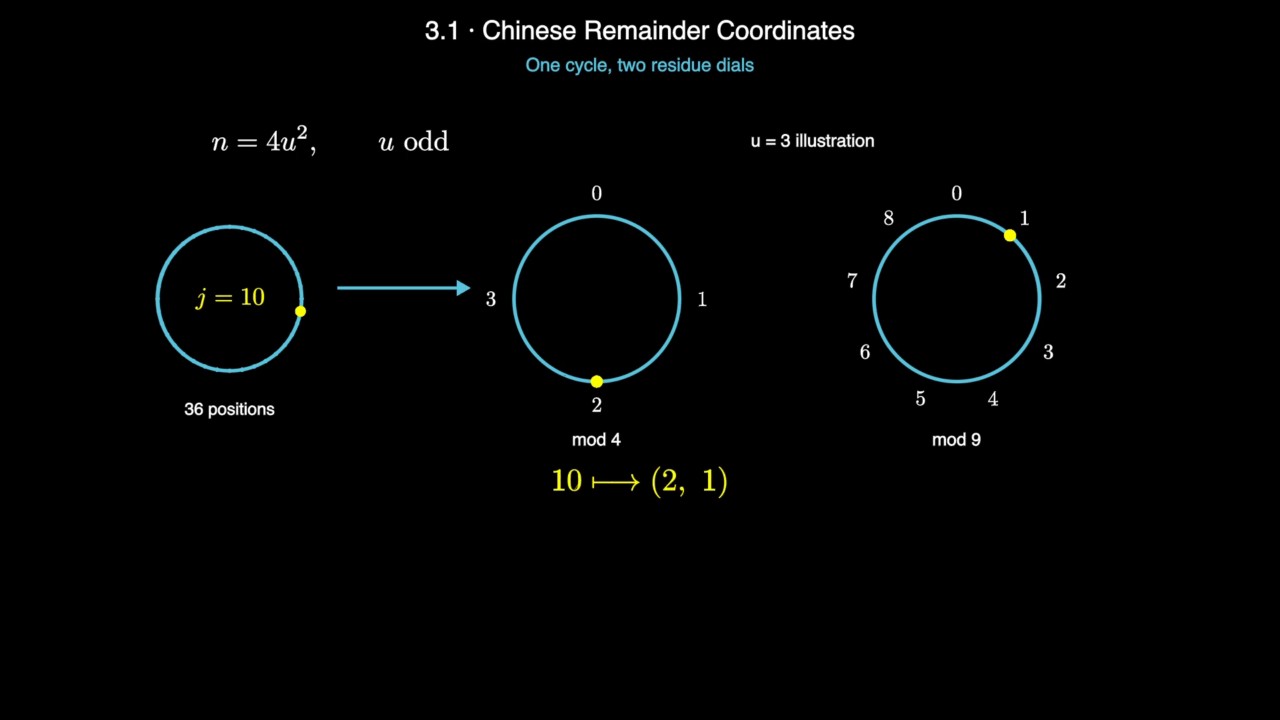 3.1 · Chinese Remainder Coordinates
One cycle, two residue dials
n = 4u², u odd
u = 3 illustration
j = 10
36 positions
0
1
2
3
mod 4
0
1
2
3
4
5
6
7
8
mod 9
10 ⟼ (2, 1)